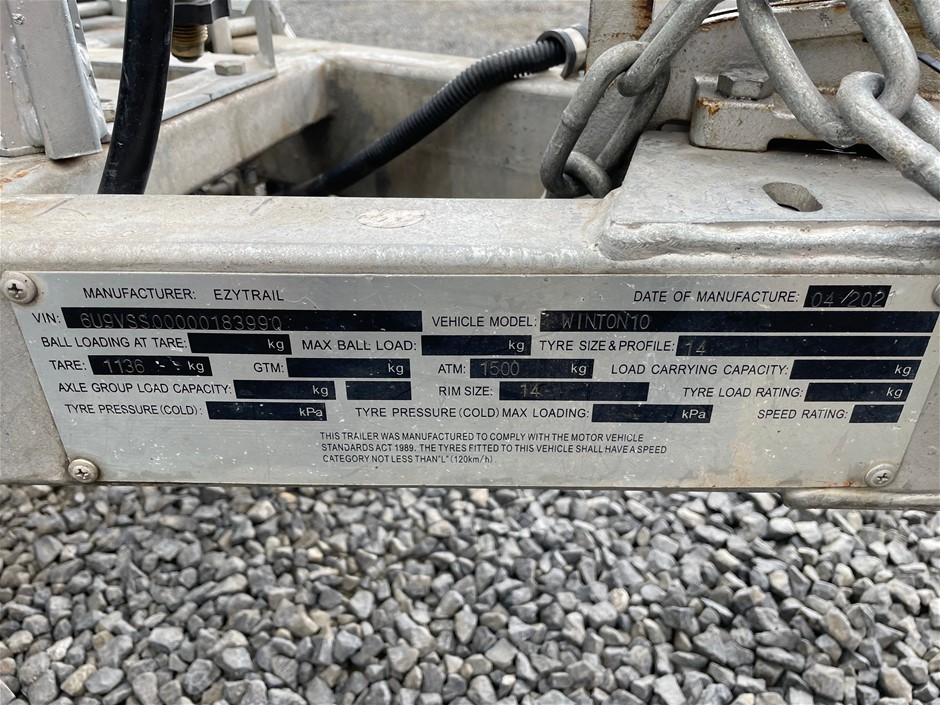 MANUFACTURER: EZYTRAIL DATE OF MANUFACTURE: 04/202
VIN: 6U9VSS00000018399Q VEHICLE MODEL: WINTON10
BALL LOADING AT TARE: kg MAX BALL LOAD: kg TYRE SIZE & PROFILE: 14
TARE: 1136 kg GTM: kg ATM: 1500 kg LOAD CARRYING CAPACITY: kg
AXLE GROUP LOAD CAPACITY: kg RIM SIZE: 14 TYRE LOAD RATING: kg
TYRE PRESSURE (COLD): kPa TYRE PRESSURE (COLD) MAX LOADING: kPa SPEED RATING:
THIS TRAILER WAS MANUFACTURED TO COMPLY WITH THE MOTOR VEHICLE
STANDARDS ACT 1989. THE TYRES FITTED TO THIS VEHICLE SHALL HAVE A SPEED
CATEGORY NOT LESS THAN "L" (120km/h)